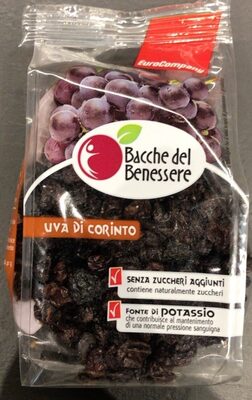 EuroCompany
Bacche del
Benessere
UVA DI CORINTO
SENZA ZUCCHERI AGGIUNTI
contiene naturalmente zuccheri
FONTE DI POTASSIO
che contribuisce al mantenimento
di una normale pressione sanguigna